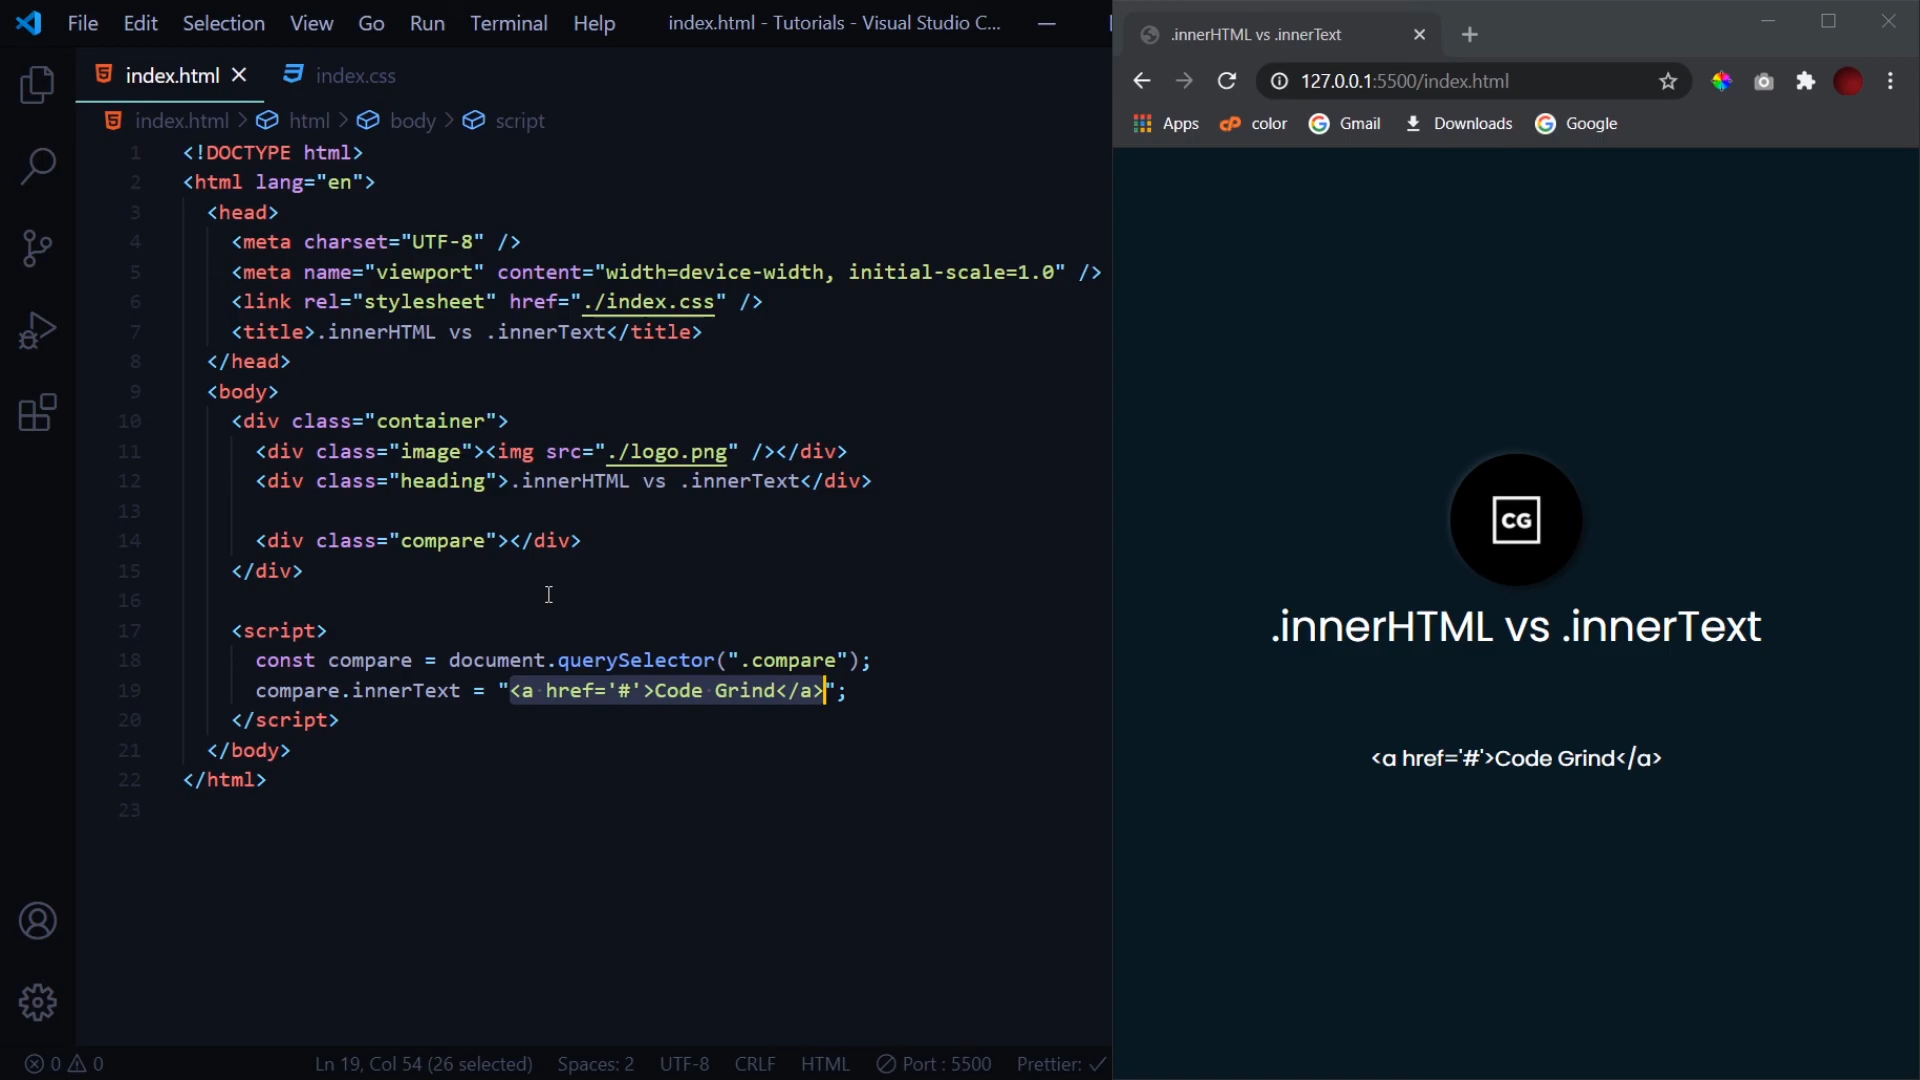 File Edit Selection View Go Run Terminal Help index.html - Tutorials - Visual Studio C...
index.html index.css
index.html > html > body > script
1 <!DOCTYPE html>
2 <html lang="en">
3 <head>
4 <meta charset="UTF-8" />
5 <meta name="viewport" content="width=device-width, initial-scale=1.0" />
6 <link rel="stylesheet" href="./index.css" />
7 <title>.innerHTML vs .innerText</title>
8 </head>
9 <body>
10 <div class="container">
11 <div class="image"><img src="./logo.png" /></div>
12 <div class="heading">.innerHTML vs .innerText</div>
13
14 <div class="compare"></div>
15 </div>
16
17 <script>
18 const compare = document.querySelector(".compare");
19 compare.innerText = "<a href='#'>Code Grind</a>";
20 </script>
21 </body>
22 </html>
23
0 0 Ln 19, Col 54 (26 selected) Spaces: 2 UTF-8 CRLF HTML Port : 5500 Prettier: ✓
.innerHTML vs .innerText
127.0.0.1:5500/index.html
Apps color Gmail Downloads Google
CG
.innerHTML vs .innerText
<a href='#'>Code Grind</a>